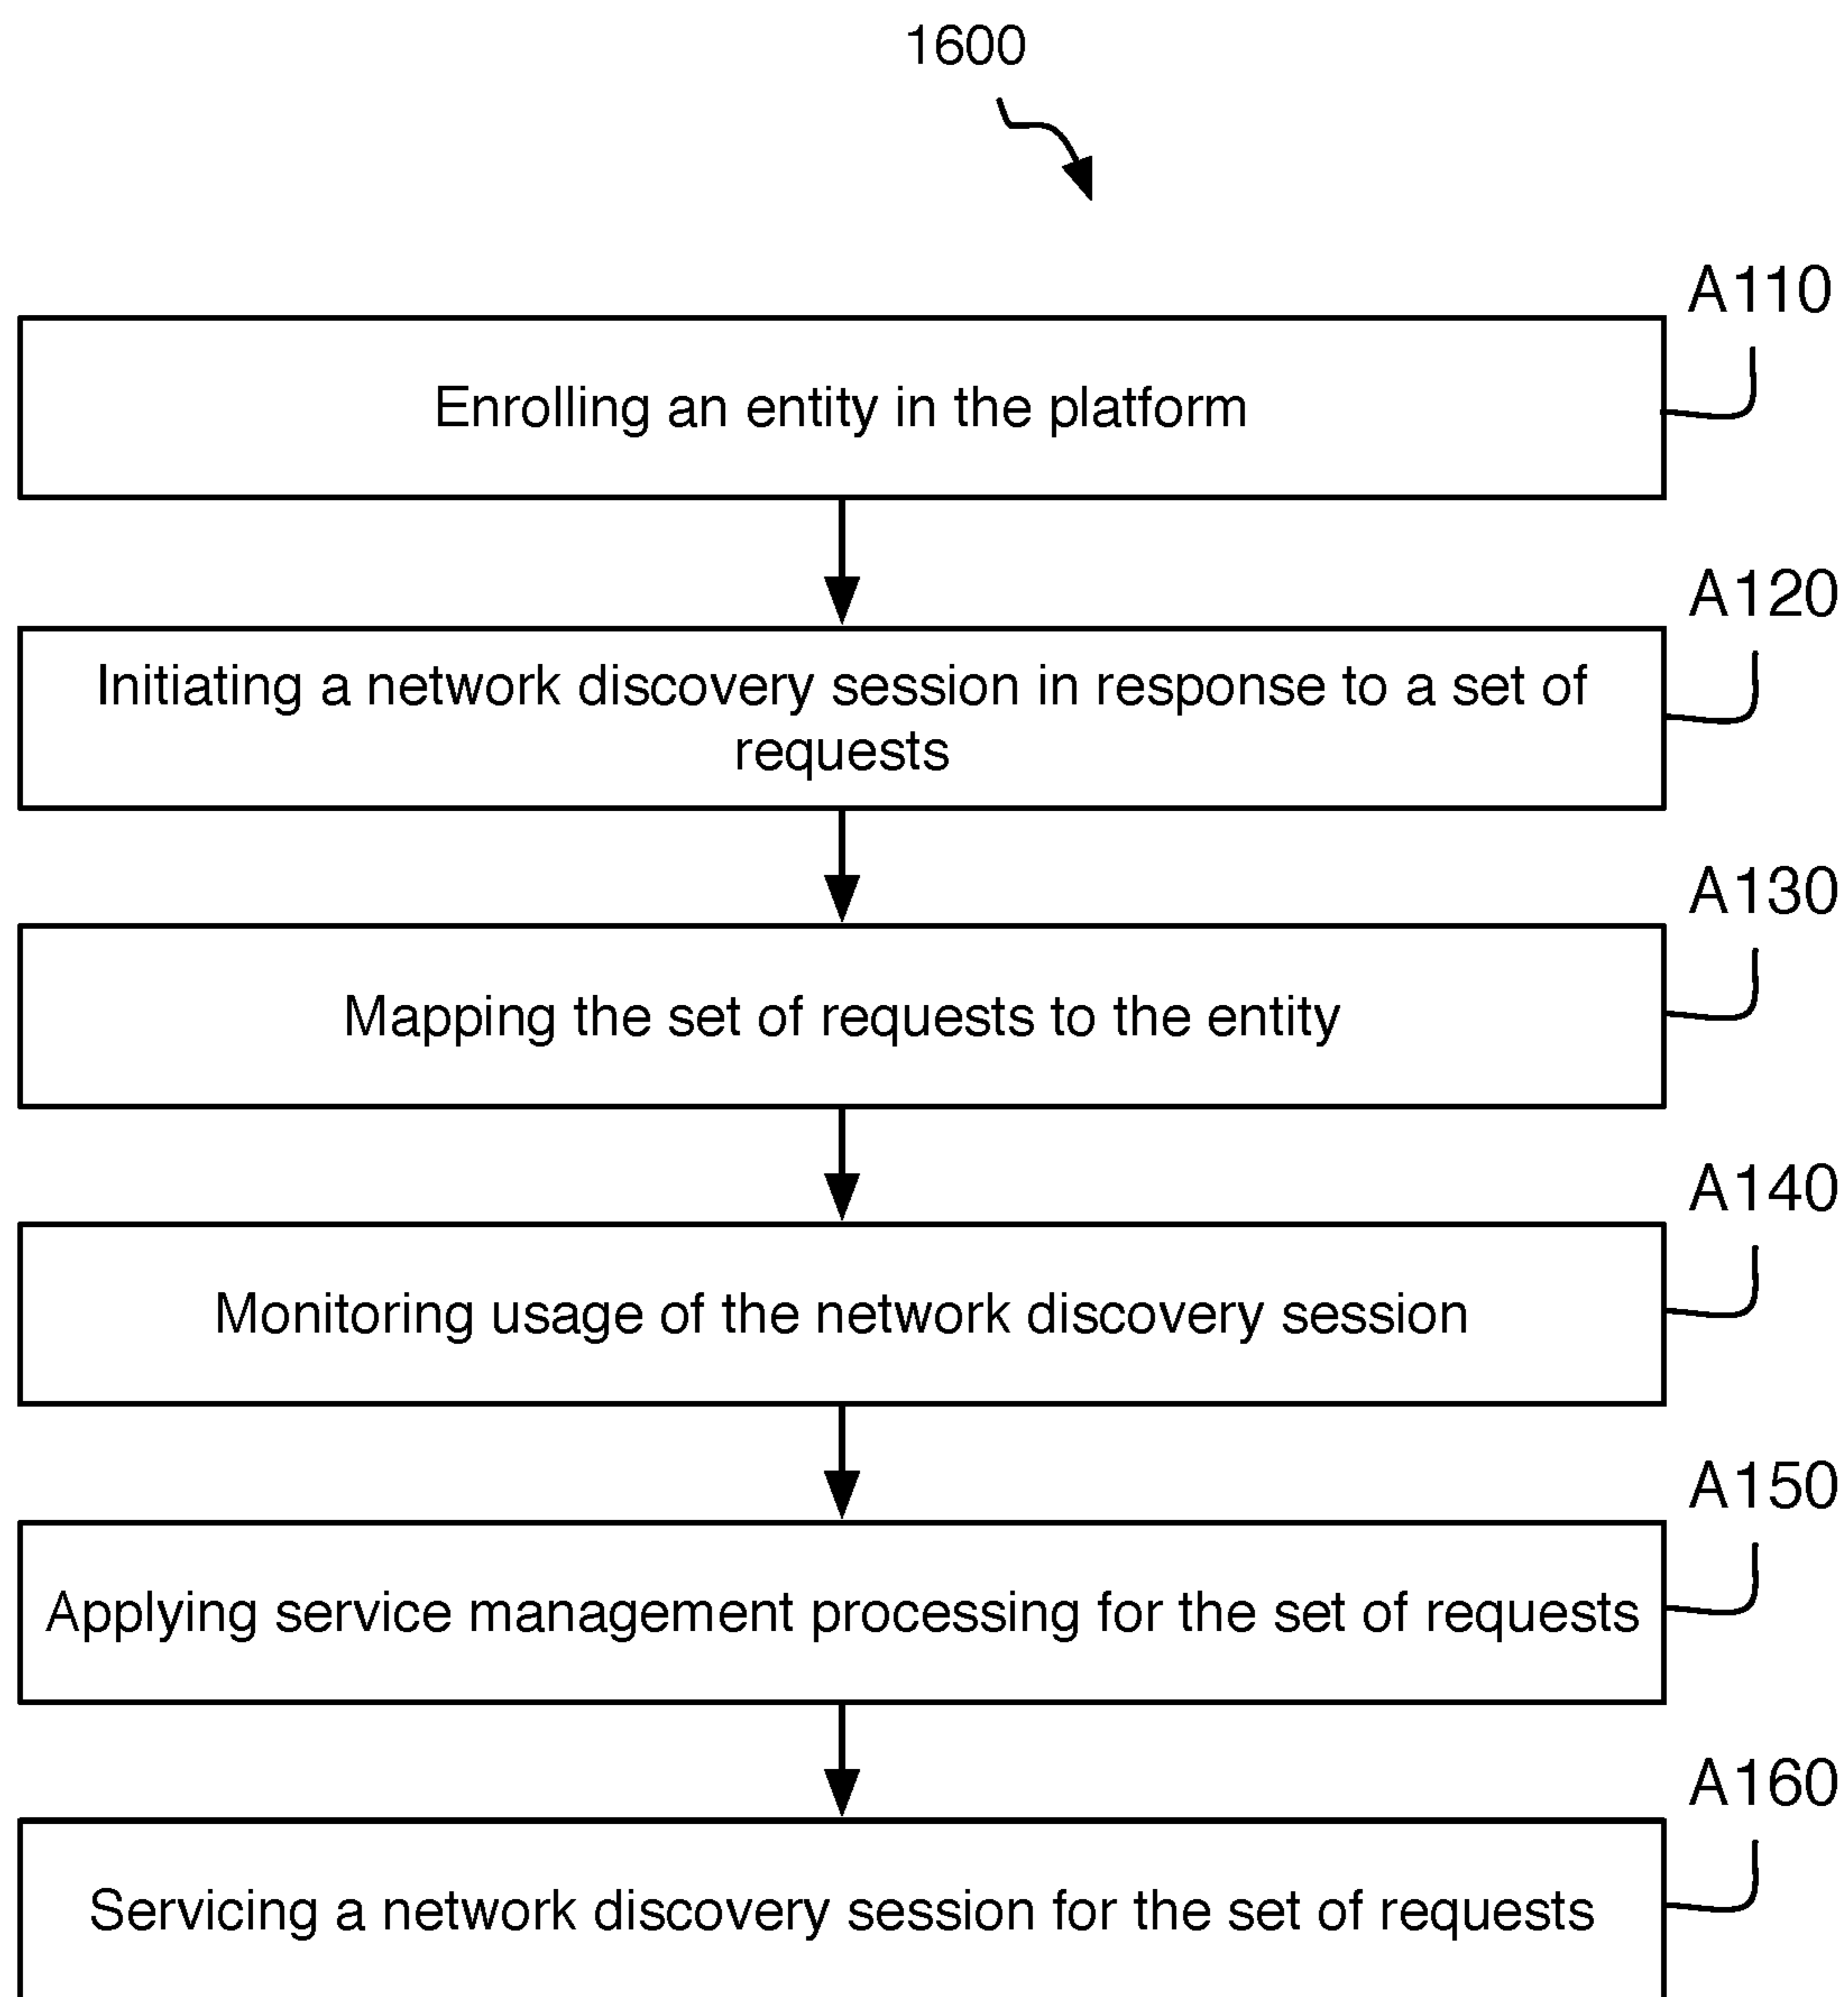 1600
A110
Enrolling an entity in the platform
A120
Initiating a network discovery session in response to a set of
requests
A130
Mapping the set of requests to the entity
A140
Monitoring usage of the network discovery session
A150
Applying service management processing for the set of requests
A160
Servicing a network discovery session for the set of requests